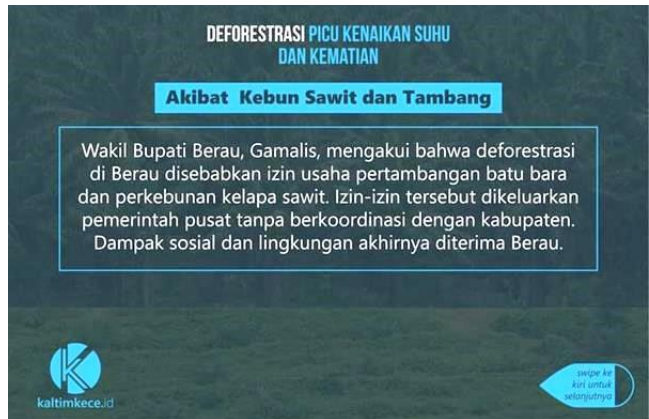 DEFORESTRASI PICU KENAIKAN SUHU
DAN KEMATIAN
Akibat Kebun Sawit dan Tambang
Wakil Bupati Berau, Gamalis, mengakui bahwa deforestrasi
di Berau disebabkan izin usaha pertambangan batu bara
dan perkebunan kelapa sawit. Izin-izin tersebut dikeluarkan
pemerintah pusat tanpa berkoordinasi dengan kabupaten.
Dampak sosial dan lingkungan akhirnya diterima Berau.
kaltimkece.id
swipe ke
kiri untuk
selanjutnya